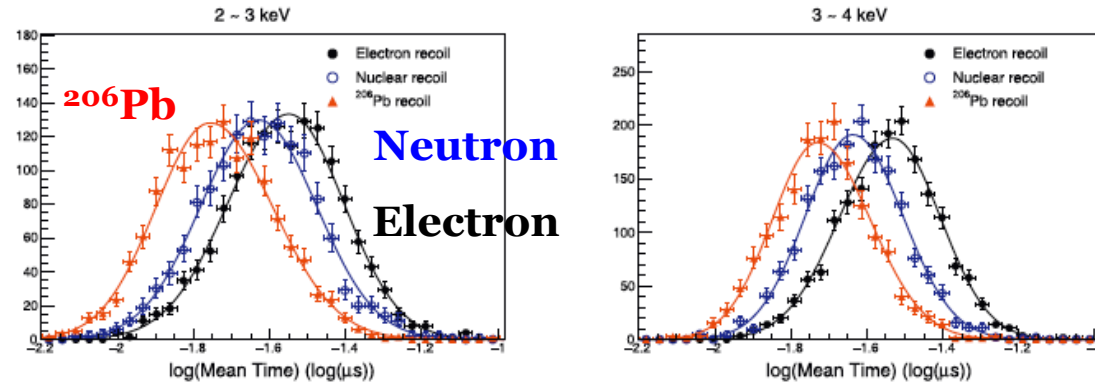 2 ~ 3 keV
180
160
140
120
100
80
60
40
20
0
Electron recoil
Nuclear recoil
²⁰⁶Pb recoil
²⁰⁶Pb
Neutron
Electron
−2.2 −2 −1.8 −1.6 −1.4 −1.2 −1
log(Mean Time) (log(μs))
3 ~ 4 keV
250
200
150
100
50
0
Electron recoil
Nuclear recoil
²⁰⁶Pb recoil
−2.2 −2 −1.8 −1.6 −1.4 −1.2 −1
log(Mean Time) (log(μs))